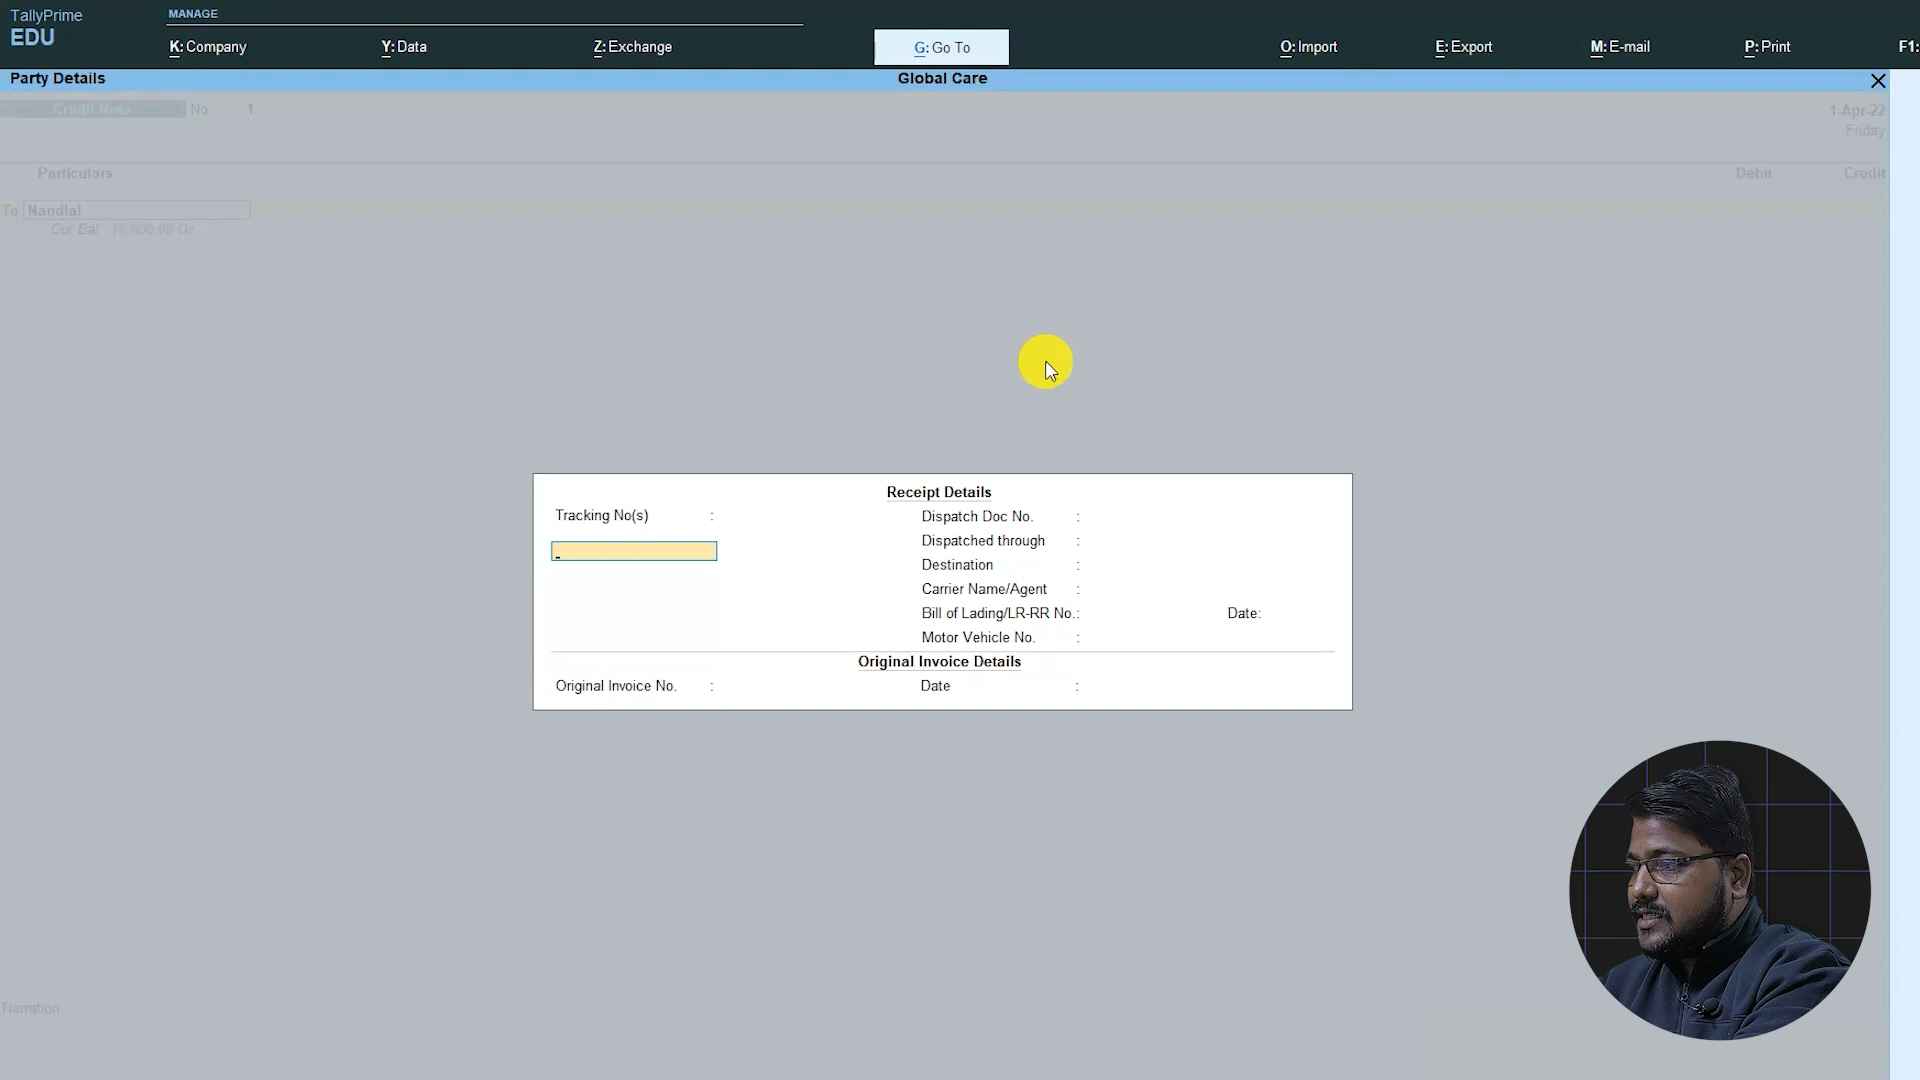 TallyPrime
EDU
MANAGE
K: Company
Y: Data
Z: Exchange
G: Go To
O: Import
E: Export
M: E-mail
P: Print
F1:
Party Details
Global Care
Credit Note No 1
1-Apr-22
Friday
Particulars
Debit
Credit
To Nandlal
Cur Bal 10,000.00 Dr
Receipt Details
Tracking No(s) :
Dispatch Doc No. :
Dispatched through :
Destination :
Carrier Name/Agent :
Bill of Lading/LR-RR No. : Date:
Motor Vehicle No. :
Original Invoice Details
Original Invoice No. : Date :
Narration